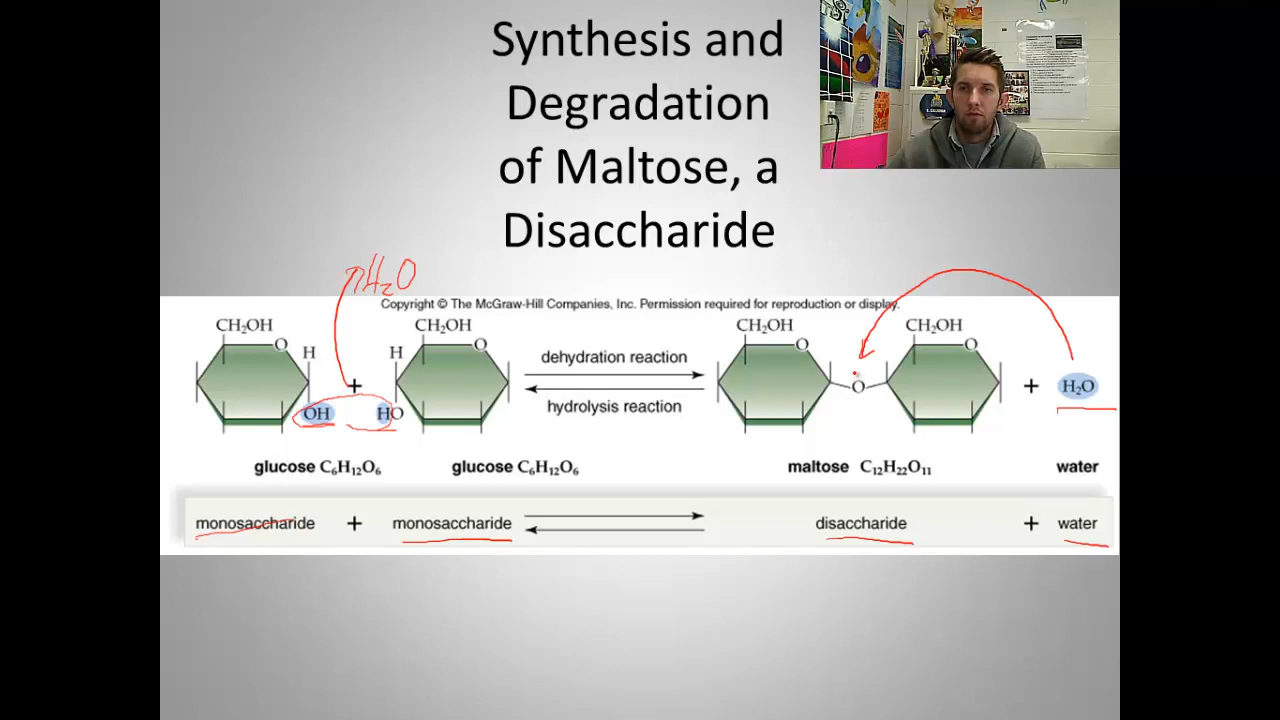 Synthesis and
Degradation
of Maltose, a
Disaccharide
H₂O
Copyright © The McGraw-Hill Companies, Inc. Permission required for reproduction or display.
CH₂OH CH₂OH CH₂OH CH₂OH
O H H O O O
dehydration reaction
+ O + H₂O
hydrolysis reaction
OH HO
glucose C₆H₁₂O₆ glucose C₆H₁₂O₆ maltose C₁₂H₂₂O₁₁ water
monosaccharide + monosaccharide disaccharide + water